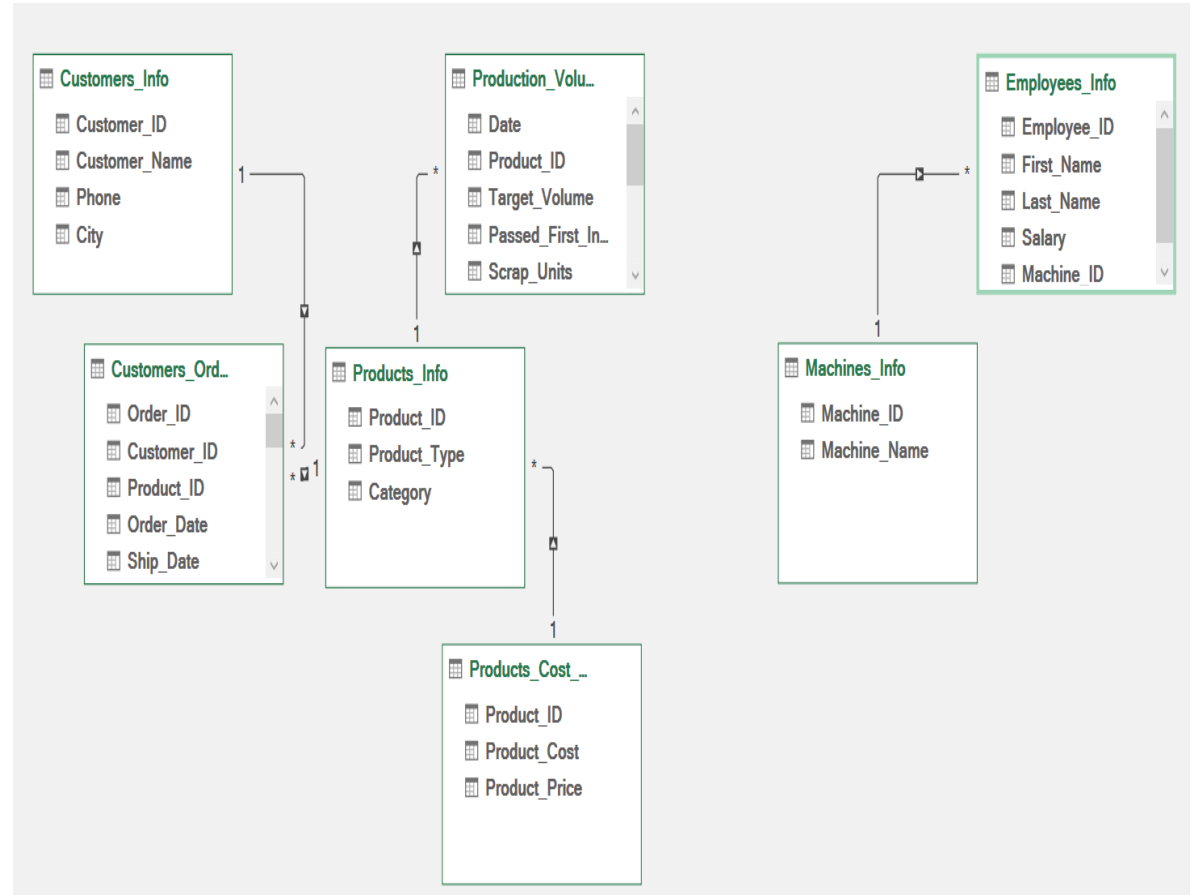 Customers_Info
Customer_ID
Customer_Name
Phone
City
Production_Volu...
Date
Product_ID
Target_Volume
Passed_First_In...
Scrap_Units
Employees_Info
Employee_ID
First_Name
Last_Name
Salary
Machine_ID
1
*
*
1
1
Customers_Ord...
Order_ID
Customer_ID
Product_ID
Order_Date
Ship_Date
*
*
1
Products_Info
Product_ID
Product_Type
Category
*
Machines_Info
Machine_ID
Machine_Name
1
Products_Cost_...
Product_ID
Product_Cost
Product_Price